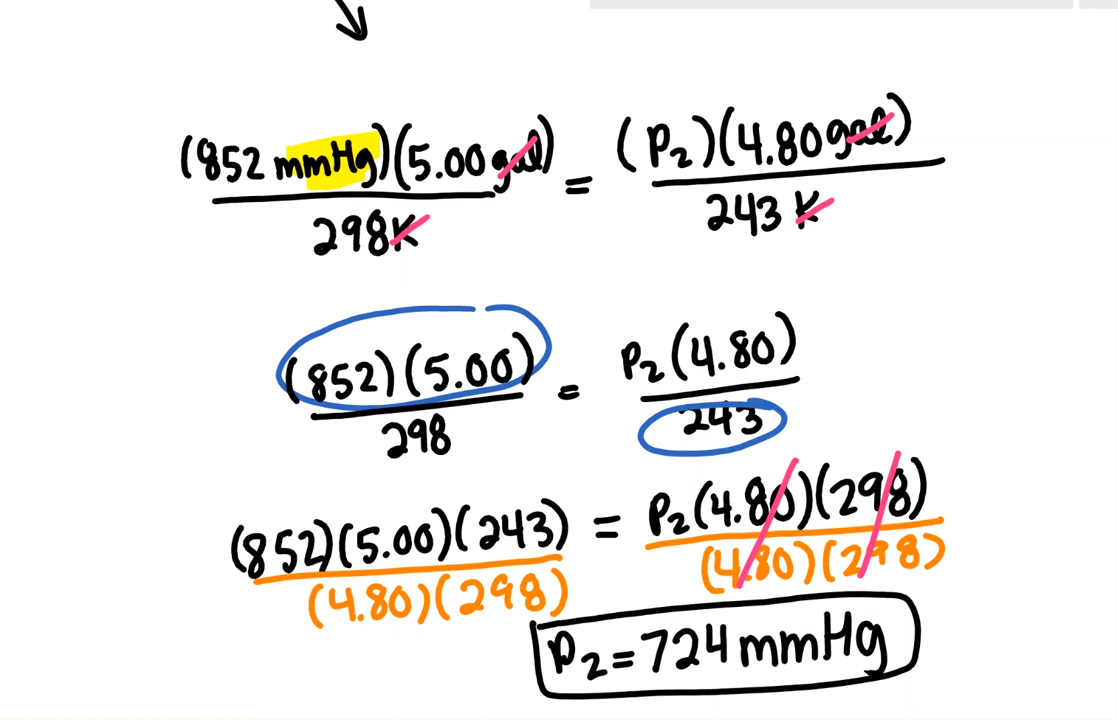 (852 mmHg)(5.00 gal) = (P₂)(4.80 gal)
298K 243 K
(852)(5.00) = P₂(4.80)
298 243
(852)(5.00)(243) = P₂(4.80)(298)
(4.80)(298) (4.80)(298)
P₂ = 724 mmHg